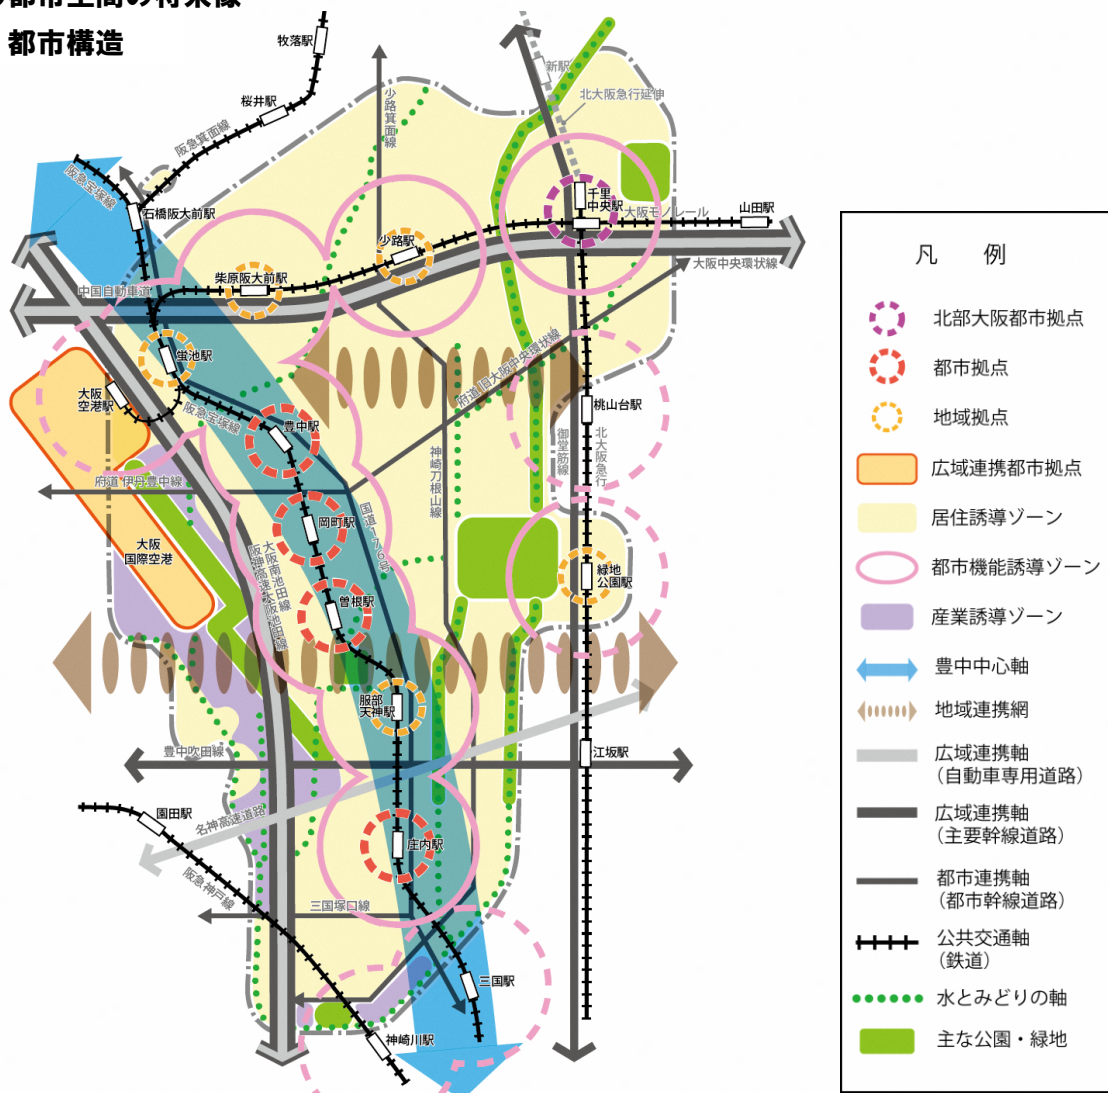 都市構造
牧落駅
桜井駅
阪急箕面線
少路箕面線
新駅
北大阪急行延伸
阪急宝塚線
石橋阪大前駅
千里
中央駅
大阪モノレール
山田駅
少路駅
柴原阪大前駅
大阪中央環状線
中国自動車道
蛍池駅
府道 旧大阪中央環状線
大阪
空港駅
阪急宝塚線
豊中駅
桃山台駅
御堂筋線
北大阪急行
神崎刀根山線
府道 伊丹豊中線
国道176号
岡町駅
大阪
国際空港
大阪南池田線
阪神高速大阪池田線
緑地
公園駅
曽根駅
服部
天神駅
豊中吹田線
江坂駅
園田駅
名神高速道路
庄内駅
阪急神戸線
三国塚口線
三国駅
神崎川駅
凡 例
北部大阪都市拠点
都市拠点
地域拠点
広域連携都市拠点
居住誘導ゾーン
都市機能誘導ゾーン
産業誘導ゾーン
豊中中心軸
地域連携網
広域連携軸
(自動車専用道路)
広域連携軸
(主要幹線道路)
都市連携軸
(都市幹線道路)
公共交通軸
(鉄道)
水とみどりの軸
主な公園・緑地